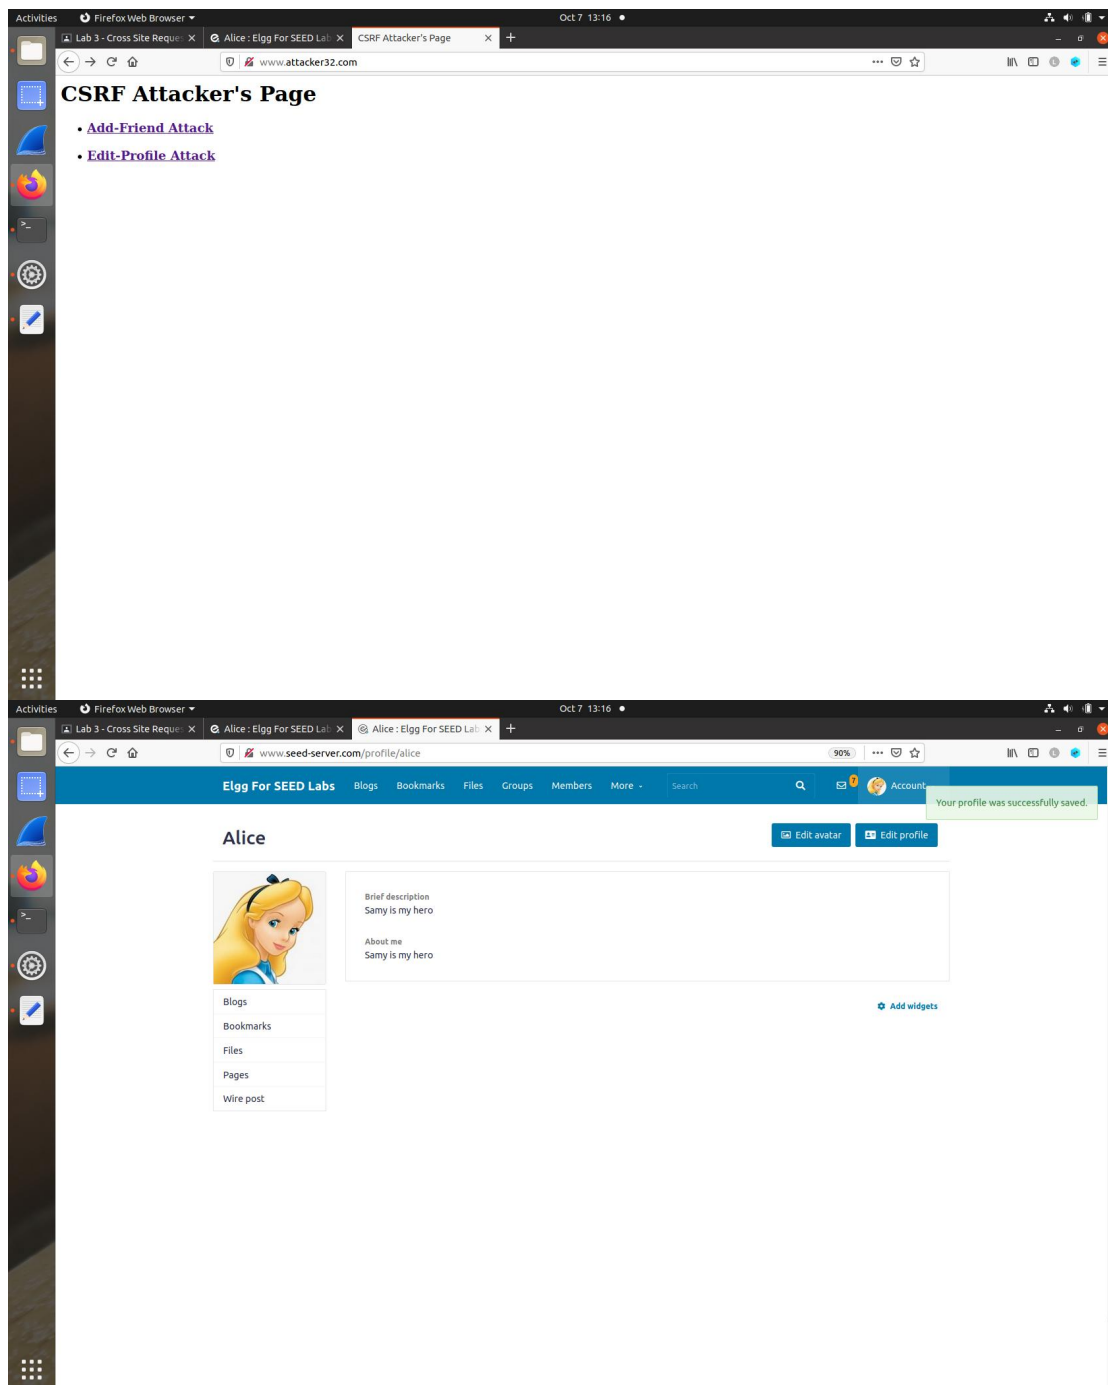 Activities Firefox Web Browser Oct 7 13:16
Lab 3 - Cross Site Reques Alice : Elgg For SEED Lab CSRF Attacker's Page
www.attacker32.com
CSRF Attacker's Page
Add-Friend Attack
Edit-Profile Attack
Activities Firefox Web Browser Oct 7 13:16
Lab 3 - Cross Site Reques Alice : Elgg For SEED Lab Alice : Elgg For SEED Lab
www.seed-server.com/profile/alice 90%
Elgg For SEED Labs Blogs Bookmarks Files Groups Members More Search Account
Your profile was successfully saved.
Alice Edit avatar Edit profile
Brief description
Samy is my hero
About me
Samy is my hero
Blogs
Add widgets
Bookmarks
Files
Pages
Wire post